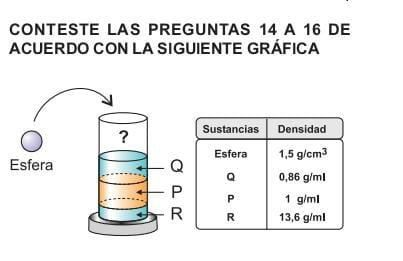 CONTESTE LAS PREGUNTAS 14 A 16 DE
ACUERDO CON LA SIGUIENTE GRÁFICA
?
Esfera
Q
P
R
Sustancias Densidad
Esfera 1,5 g/cm3
Q 0,86 g/ml
P 1 g/ml
R 13,6 g/ml